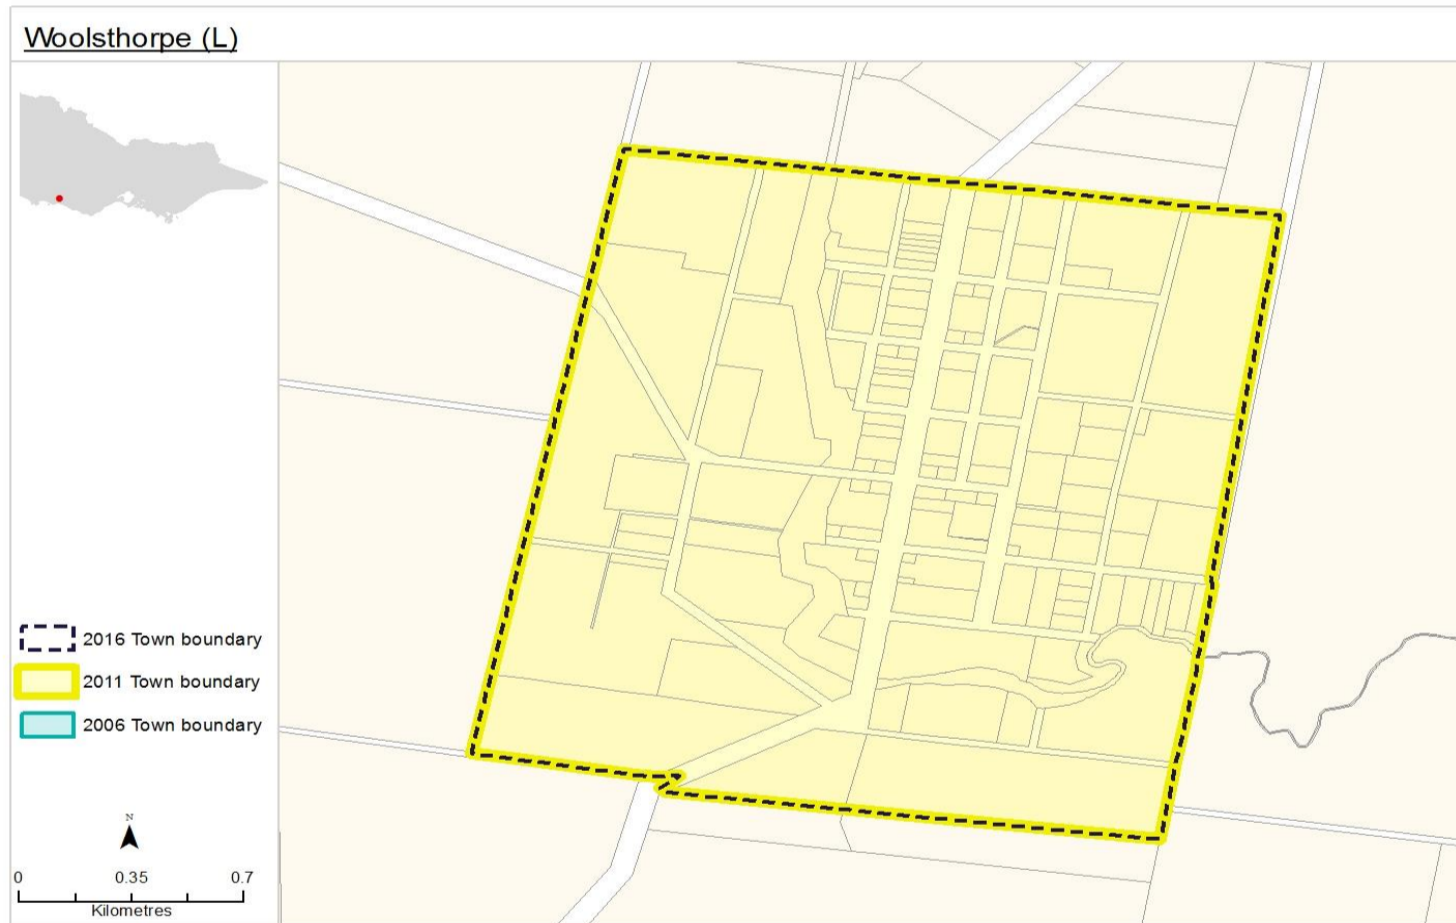 Woolsthorpe (L)
2016 Town boundary
2011 Town boundary
2006 Town boundary
N
0 0.35 0.7
Kilometres